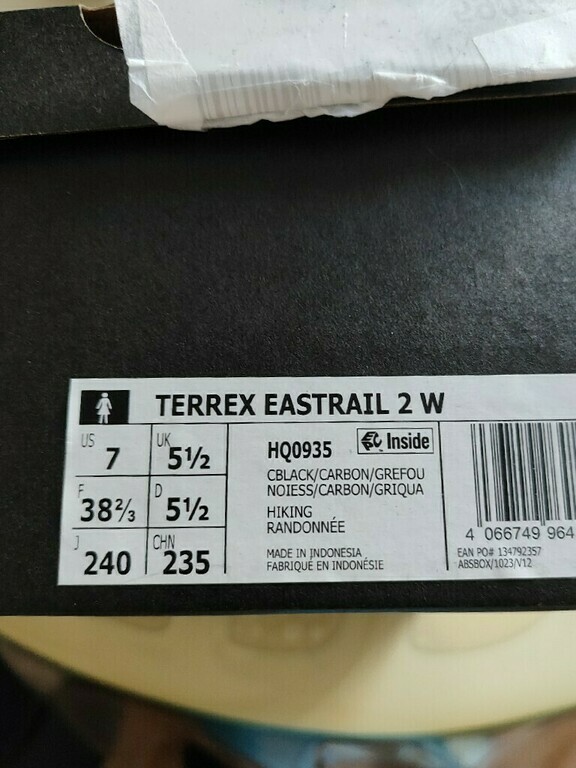 TERREX EASTRAIL 2 W
US 7 UK 5½
F 38⅔ D 5½
J 240 CHN 235
HQ0935 Inside
CBLACK/CARBON/GREFOU
NOIESS/CARBON/GRIQUA
HIKING
RANDONNÉE
MADE IN INDONESIA
FABRIQUÉ EN INDONÉSIE
4 066749 964
EAN PO# 134792357
ABSBOX/1023/V12